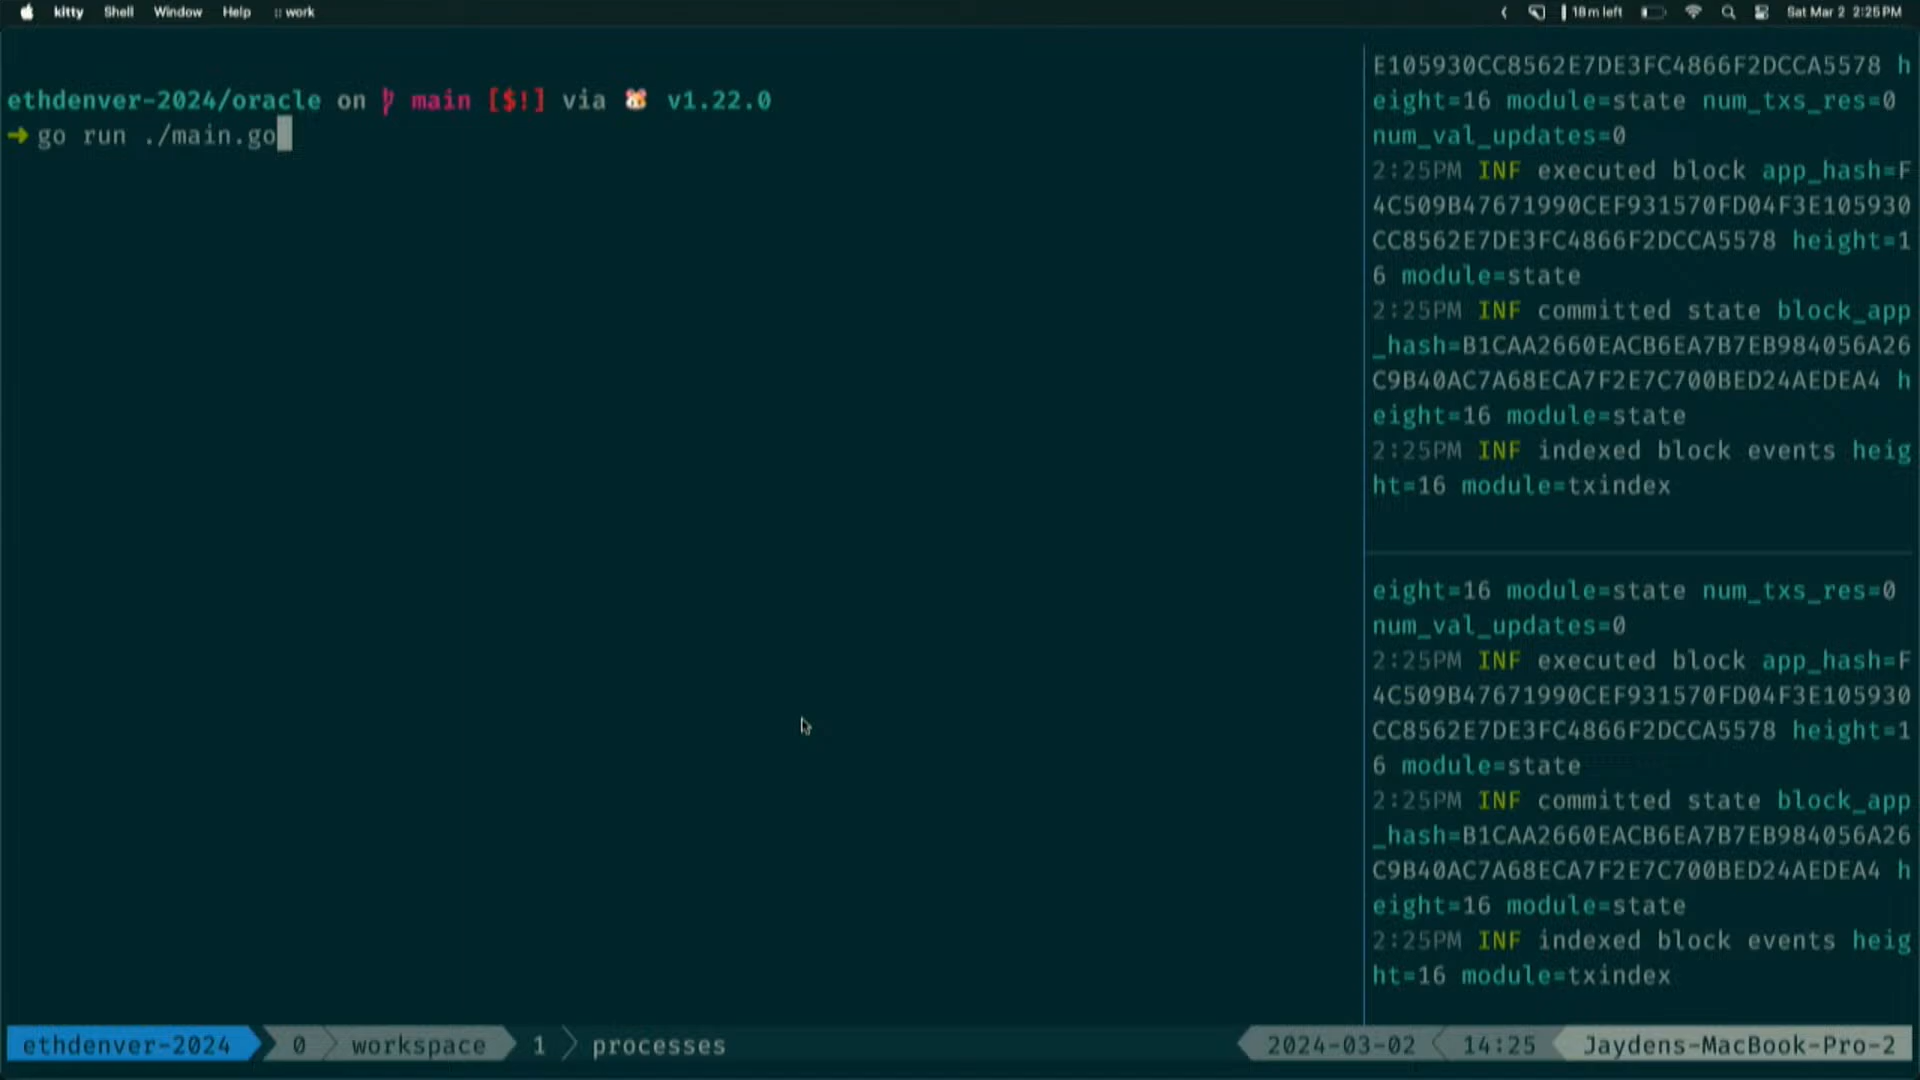 kitty Shell Window Help :: work 18m left Sat Mar 2 2:25PM
ethdenver-2024/oracle on main [$!] via v1.22.0
➜ go run ./main.go
E105930CC8562E7DE3FC4866F2DCCA5578 h
eight=16 module=state num_txs_res=0
num_val_updates=0
2:25PM INF executed block app_hash=F
4C509B47671990CEF931570FD04F3E105930
CC8562E7DE3FC4866F2DCCA5578 height=1
6 module=state
2:25PM INF committed state block_app
_hash=B1CAA2660EACB6EA7B7EB984056A26
C9B40AC7A68ECA7F2E7C700BED24AEDEA4 h
eight=16 module=state
2:25PM INF indexed block events heig
ht=16 module=txindex
eight=16 module=state num_txs_res=0
num_val_updates=0
2:25PM INF executed block app_hash=F
4C509B47671990CEF931570FD04F3E105930
CC8562E7DE3FC4866F2DCCA5578 height=1
6 module=state
2:25PM INF committed state block_app
_hash=B1CAA2660EACB6EA7B7EB984056A26
C9B40AC7A68ECA7F2E7C700BED24AEDEA4 h
eight=16 module=state
2:25PM INF indexed block events heig
ht=16 module=txindex
ethdenver-2024 0 workspace 1 processes 2024-03-02 14:25 Jaydens-MacBook-Pro-2